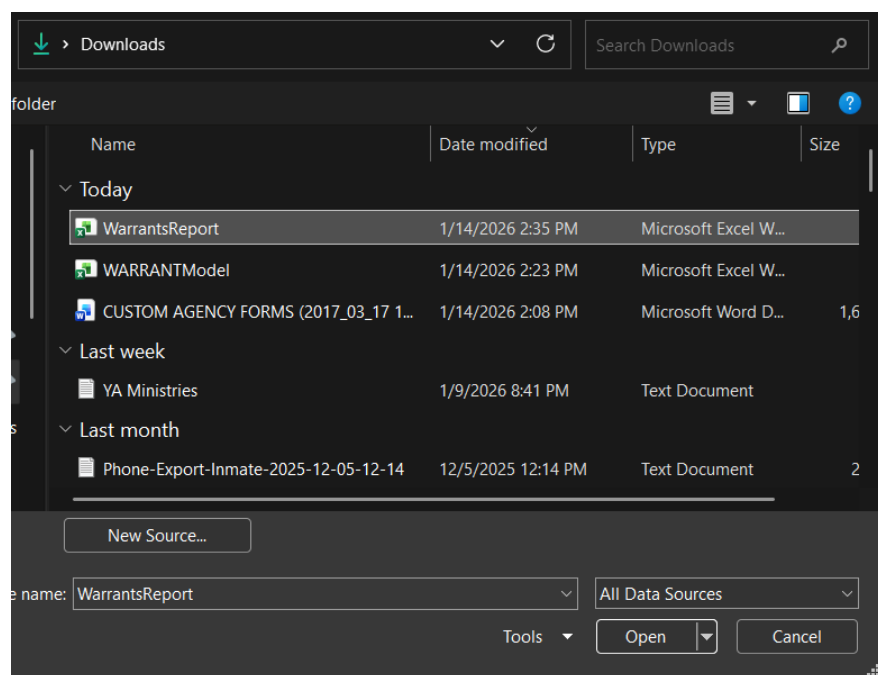 Downloads
Search Downloads
folder
Name Date modified Type Size
Today
WarrantsReport 1/14/2026 2:35 PM Microsoft Excel W...
WARRANTModel 1/14/2026 2:23 PM Microsoft Excel W...
CUSTOM AGENCY FORMS (2017_03_17 1... 1/14/2026 2:08 PM Microsoft Word D... 1,6
Last week
YA Ministries 1/9/2026 8:41 PM Text Document
s
Last month
Phone-Export-Inmate-2025-12-05-12-14 12/5/2025 12:14 PM Text Document 2
New Source...
e name: WarrantsReport All Data Sources
Tools Open Cancel